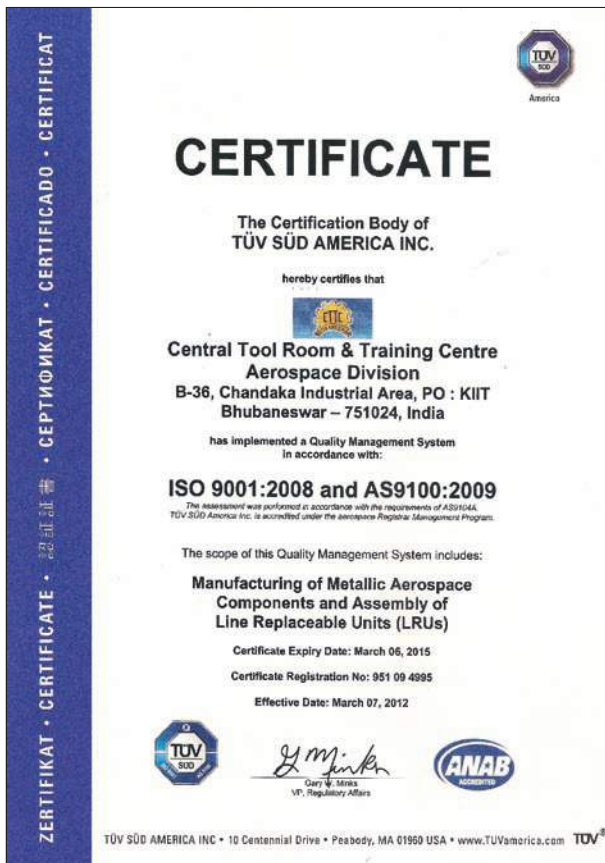 TÜV
SÜD
America
CERTIFICATE
The Certification Body of
TÜV SÜD AMERICA INC.
hereby certifies that
CTTC
Central Tool Room & Training Centre
Aerospace Division
B-36, Chandaka Industrial Area, PO : KIIT
Bhubaneswar – 751024, India
has implemented a Quality Management System
in accordance with:
ISO 9001:2008 and AS9100:2009
The assessment was performed in accordance with the requirements of AS9104A.
TÜV SÜD America Inc. is accredited under the aerospace Registrar Management Program.
The scope of this Quality Management System includes:
Manufacturing of Metallic Aerospace
Components and Assembly of
Line Replaceable Units (LRUs)
Certificate Expiry Date: March 06, 2015
Certificate Registration No: 951 09 4995
Effective Date: March 07, 2012
TÜV
SÜD
Gary W. Minks
VP, Regulatory Affairs
ANAB
ACCREDITED
TÜV SÜD AMERICA INC • 10 Centennial Drive • Peabody, MA 01960 USA • www.TUVamerica.com TÜV®
ZERTIFIKAT • CERTIFICATE • 認証証書 • СЕРТИФИКАТ • CERTIFICADO • CERTIFICAT